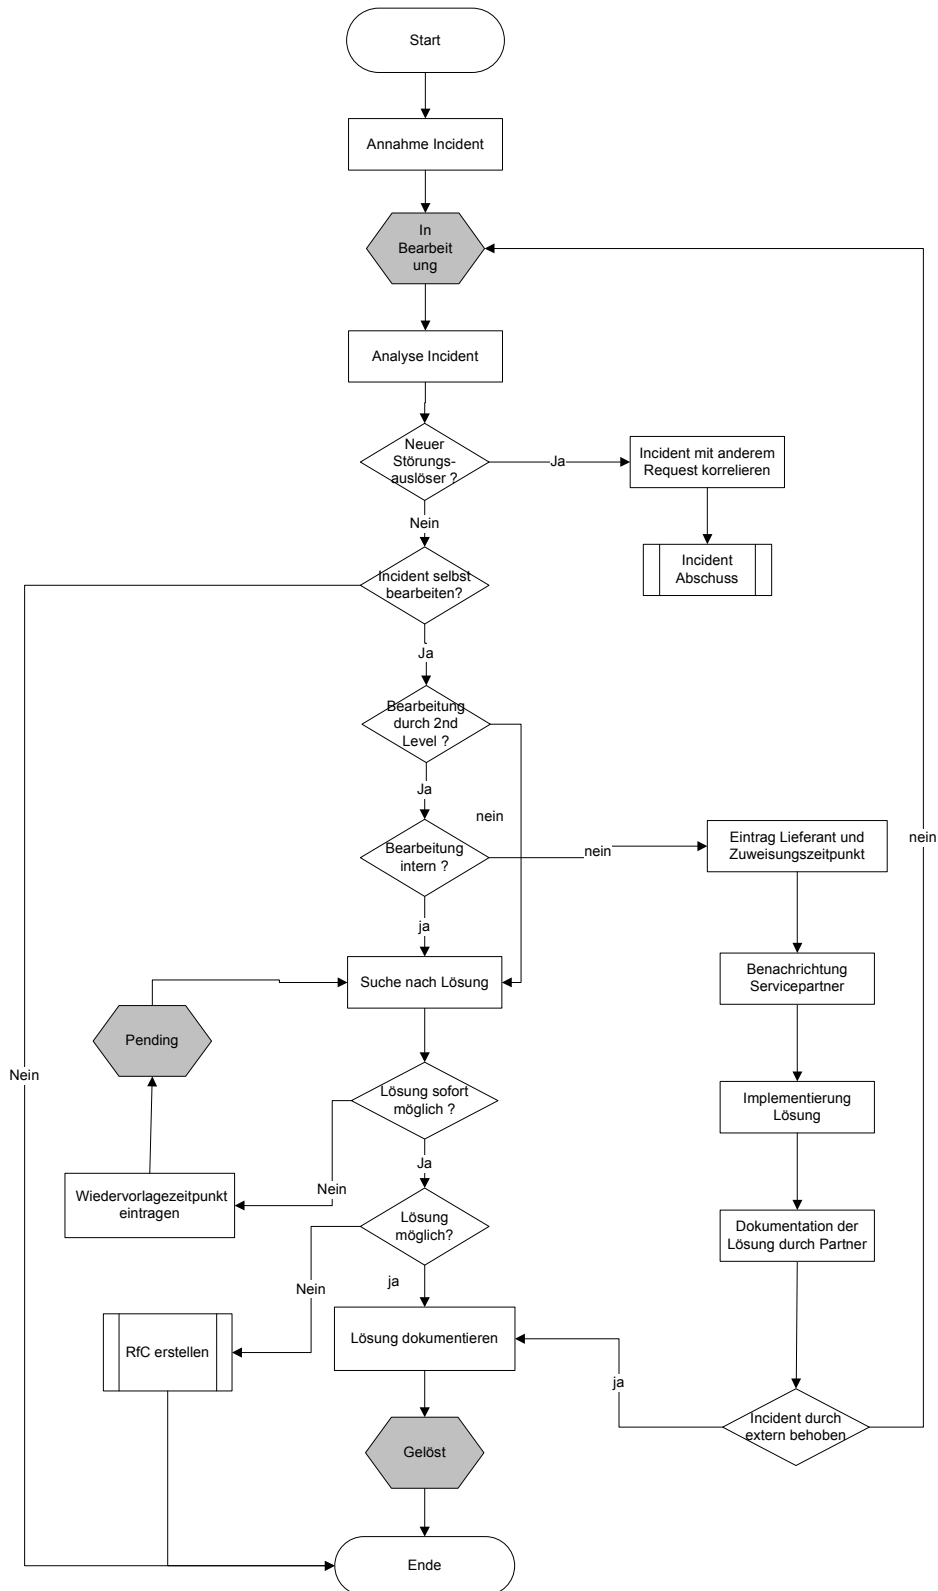 Start
Annahme Incident
In
Bearbeit
ung
Analyse Incident
Neuer
Störungs-
auslöser ?
Ja
Incident mit anderem
Request korrelieren
Nein
Incident
Abschuss
Incident selbst
bearbeiten?
Ja
Bearbeitung
durch 2nd
Level ?
Ja
nein
Bearbeitung
intern ?
nein
Eintrag Lieferant und
Zuweisungszeitpunkt
nein
ja
Suche nach Lösung
Benachrichtung
Servicepartner
Pending
Nein
Lösung sofort
möglich ?
Implementierung
Lösung
Ja
Nein
Wiedervorlagezeitpunkt
eintragen
Lösung
möglich?
Dokumentation der
Lösung durch Partner
Nein
ja
RfC erstellen
Lösung dokumentieren
ja
Incident durch
extern behoben
Gelöst
Ende